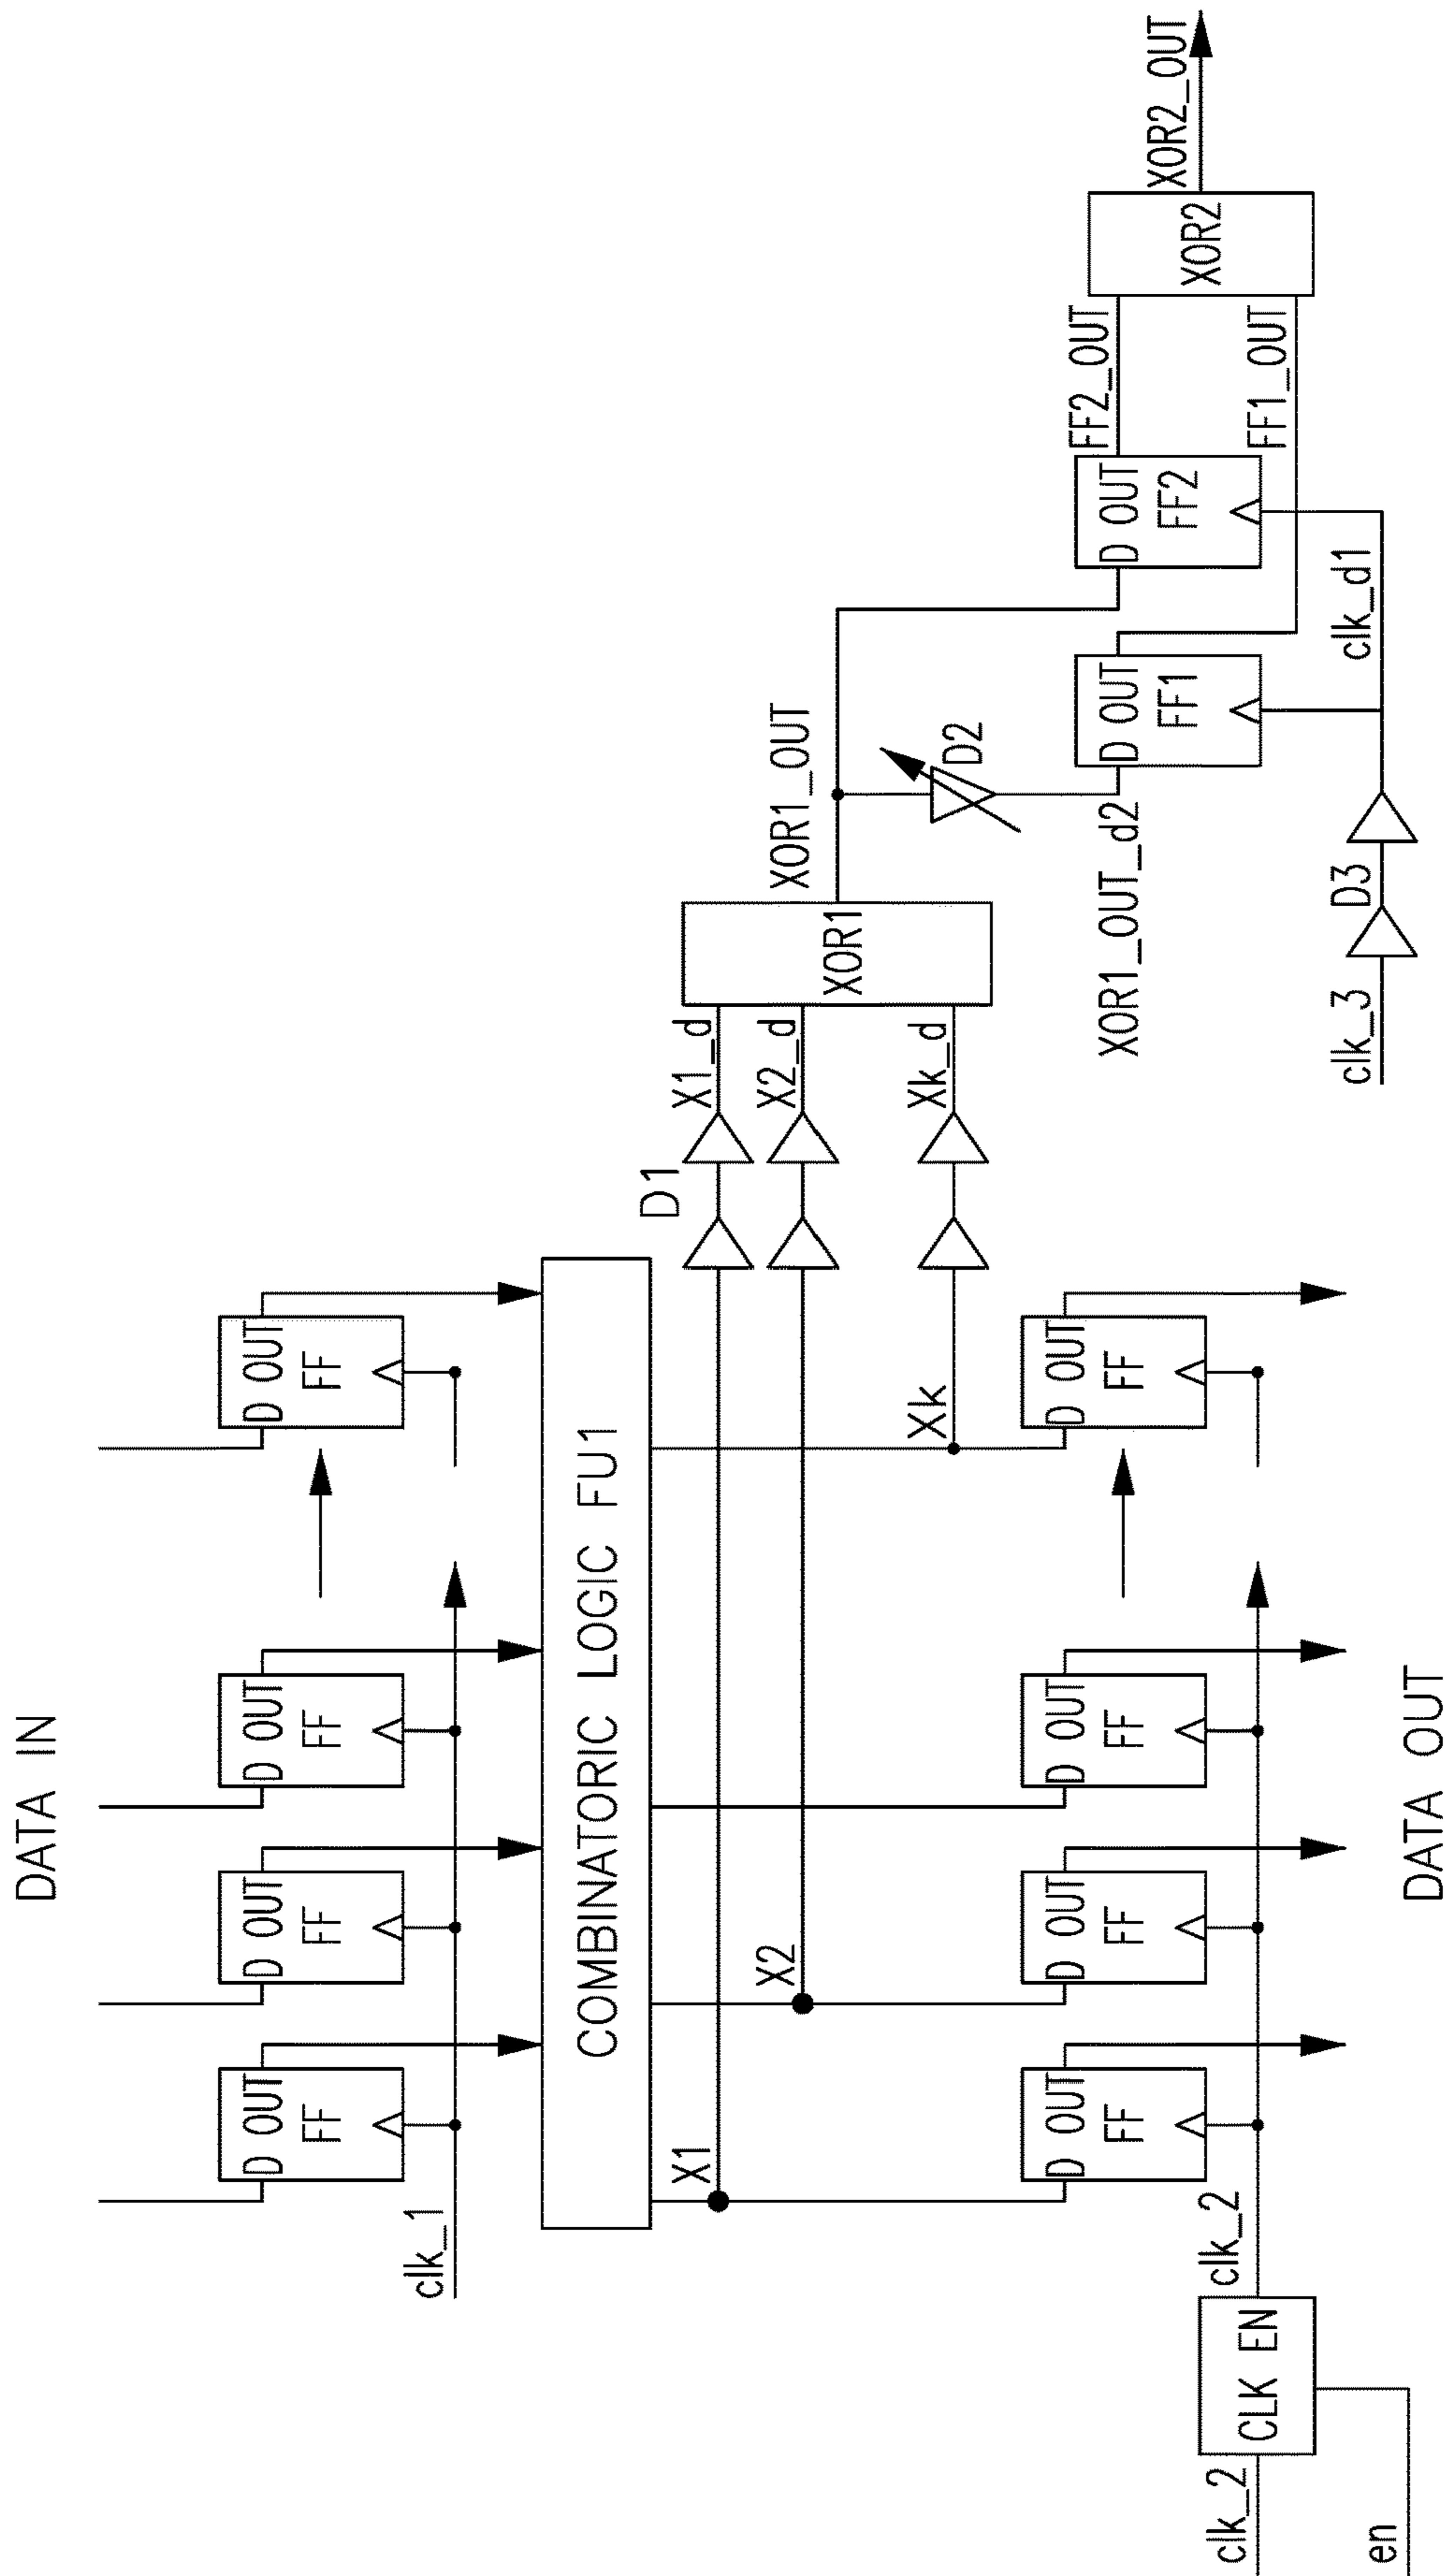 DATA IN
D OUT
FF
D OUT
FF
D OUT
FF
D OUT
FF
clk_1
COMBINATORIC LOGIC FU1
X1
X2
Xk
D1
X1_d
X2_d
Xk_d
XOR1
XOR1_OUT
D2
XOR1_OUT_d2
D OUT
FF1
D OUT
FF2
FF2_OUT
FF1_OUT
XOR2
XOR2_OUT
clk_3
D3
clk_d1
D OUT
FF
D OUT
FF
D OUT
FF
D OUT
FF
clk_2
CLK EN
clk_2
en
DATA OUT